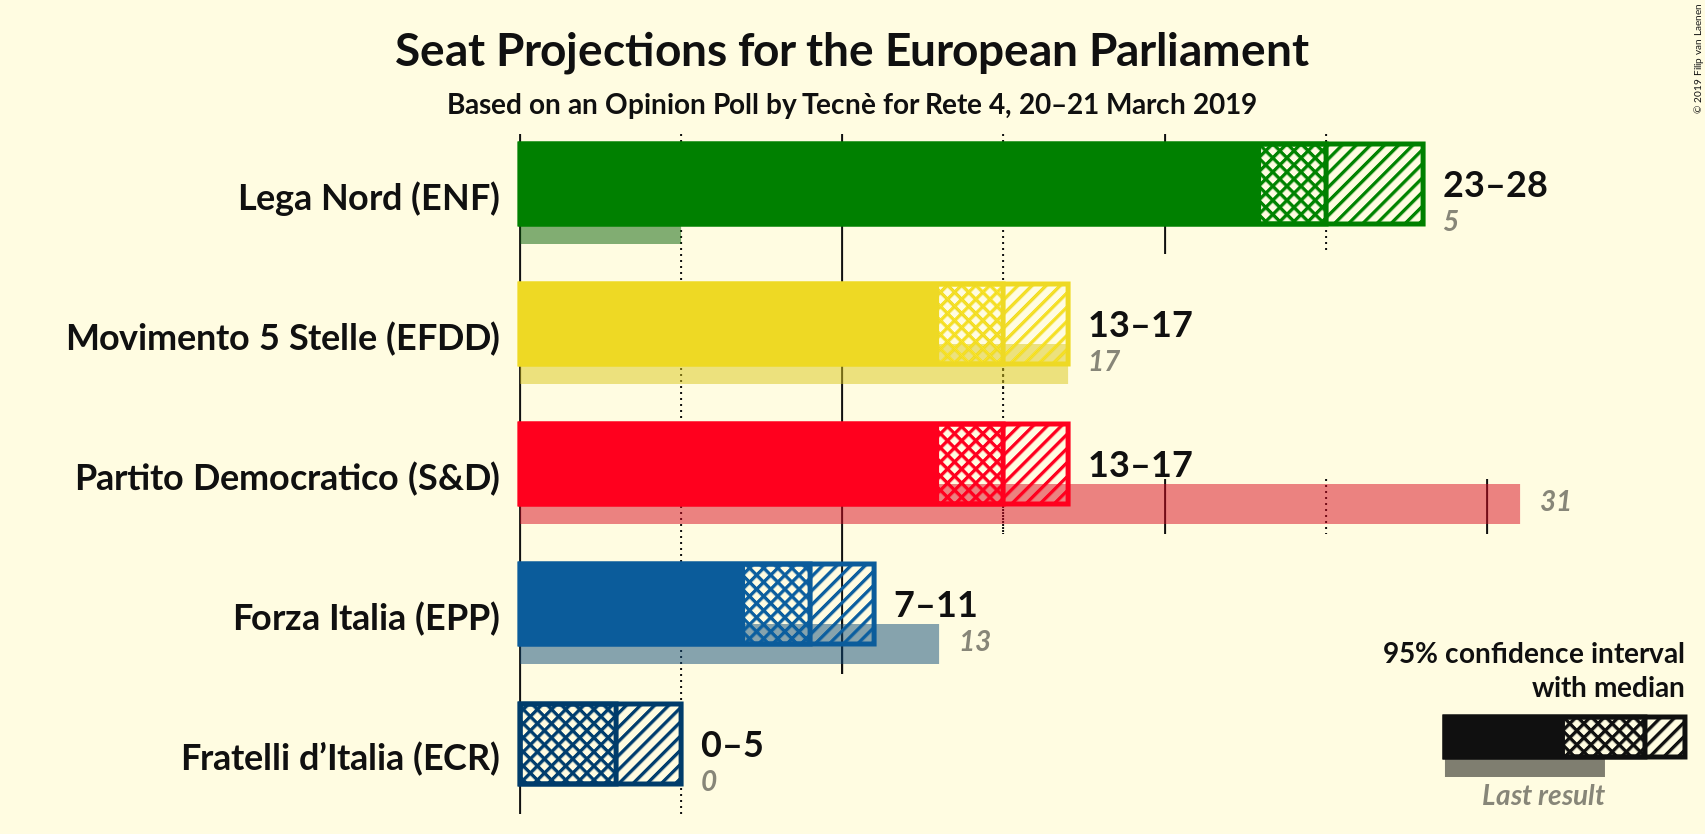 Seat Projections for the European Parliament
Based on an Opinion Poll by Tecnè for Rete 4, 20–21 March 2019
© 2019 Filip van Laenen
Lega Nord (ENF)
23–28
5
Movimento 5 Stelle (EFDD)
13–17
17
Partito Democratico (S&D)
13–17
31
Forza Italia (EPP)
7–11
13
Fratelli d’Italia (ECR)
0–5
0
95% confidence interval
with median
Last result